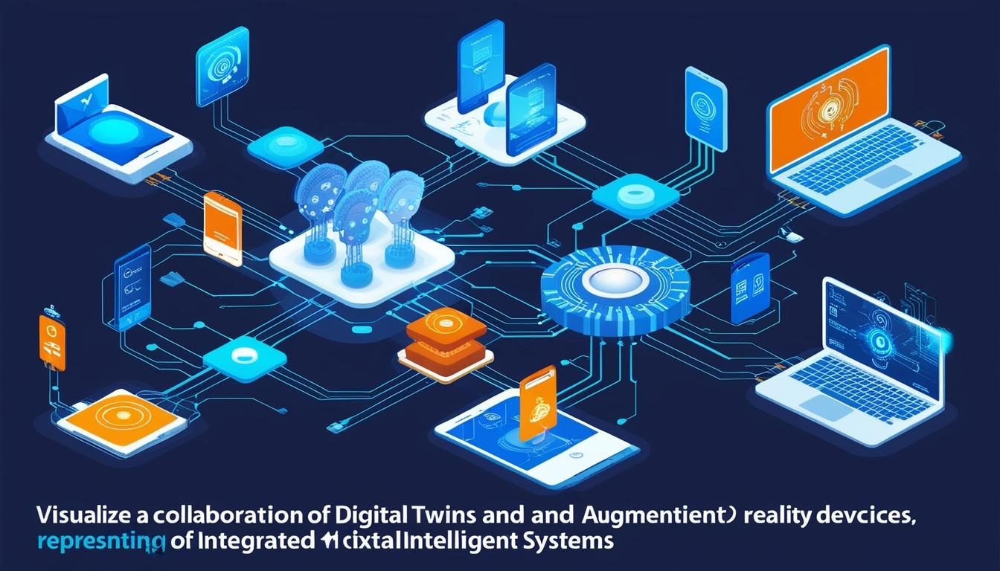 Visualize a collaboration of Digital Twins and and Augmentient) reality devcices,
represnting of Integrated cixtalIntelligent Systems